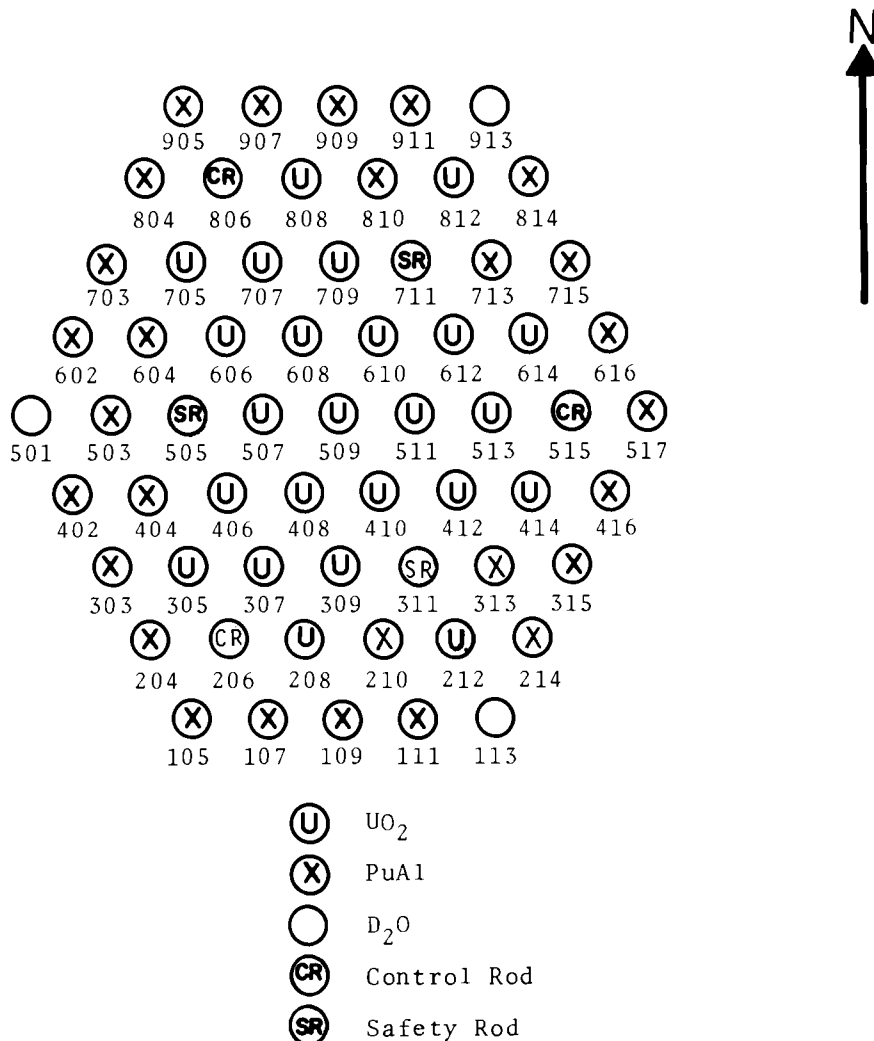 N
X X X X
905 907 909 911 913
X CR U X U X
804 806 808 810 812 814
X U U U SR X X
703 705 707 709 711 713 715
X X U U U U U X
602 604 606 608 610 612 614 616
X SR U U U U CR X
501 503 505 507 509 511 513 515 517
X X U U U U U X
402 404 406 408 410 412 414 416
X U U U SR X X
303 305 307 309 311 313 315
X CR U X U X
204 206 208 210 212 214
X X X X
105 107 109 111 113
U UO₂
X PuAl
D₂O
CR Control Rod
SR Safety Rod